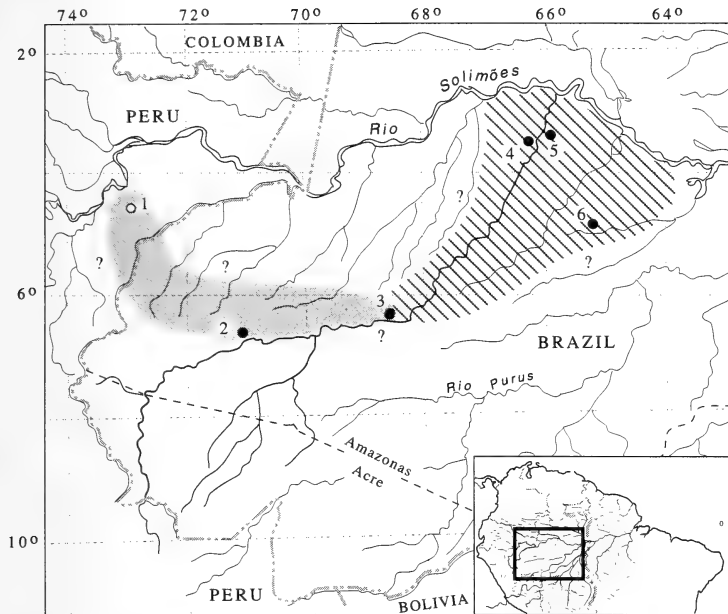 74° 72° 70° 68° 66° 64°
2°
COLOMBIA
Solimões
PERU
Rio
4
5
1
?
6
?
?
?
6°
3
2
?
BRAZIL
Rio Purus
Amazonas
Acre
10°
0
PERU
BOLIVIA